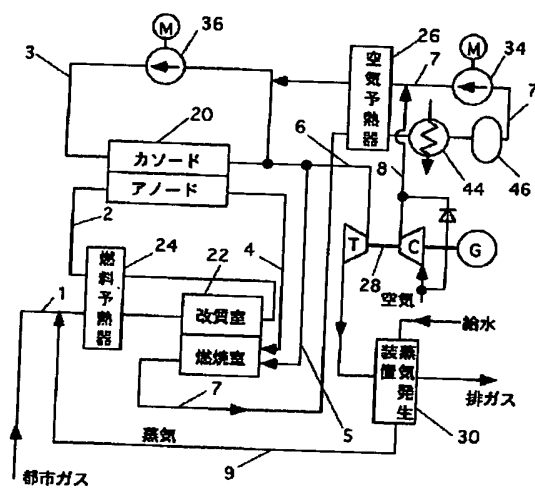 M
36
3
26
空気予熱器
M
34
7
7
20
カソード
アノード
6
8
44
46
2
24
燃料予熱器
22
4
改質室
燃焼室
T
C
G
28
空気
1
給水
蒸気発生
装置
排ガス
7
5
30
蒸気
9
都市ガス